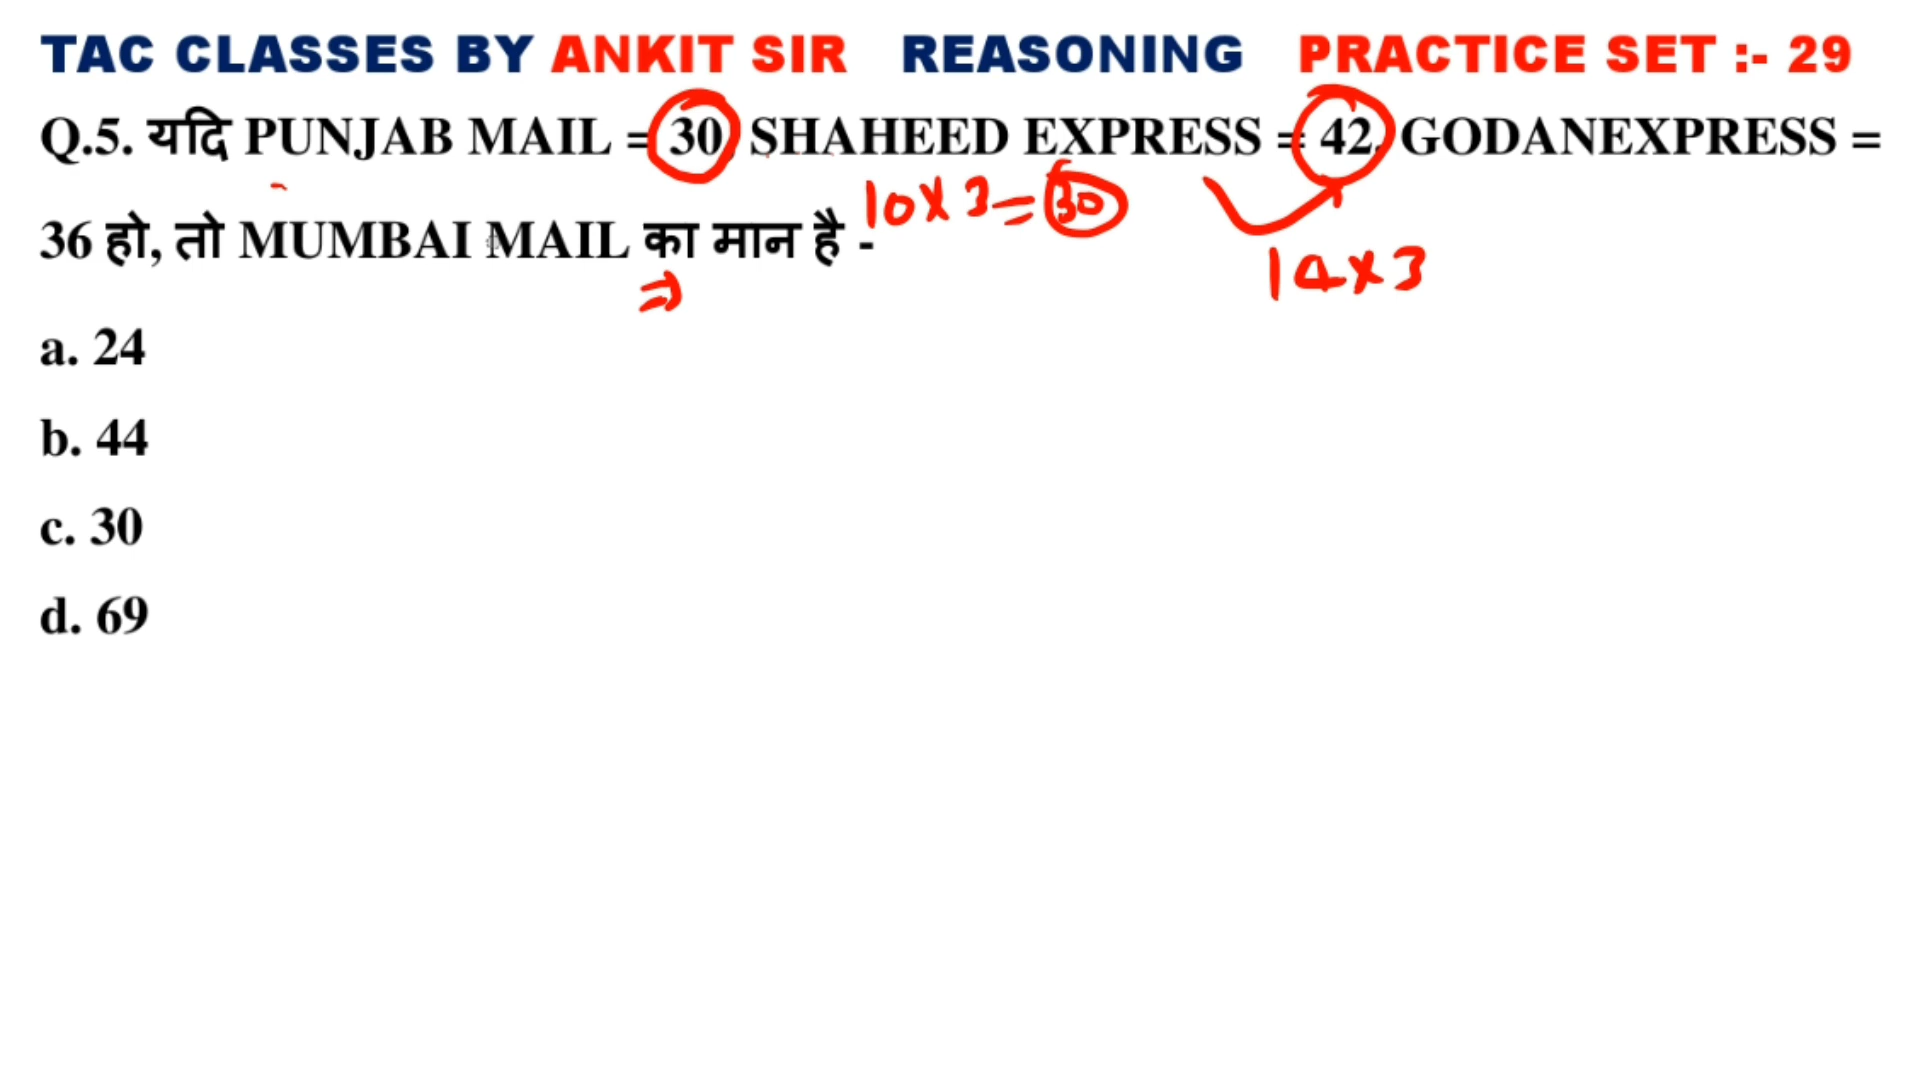 TAC CLASSES BY ANKIT SIR REASONING PRACTICE SET :- 29
Q.5. यदि PUNJAB MAIL = 30, SHAHEED EXPRESS = 42, GODANEXPRESS =
10×3=30
36 हो, तो MUMBAI MAIL का मान है -
14×3
⇒
a. 24
b. 44
c. 30
d. 69